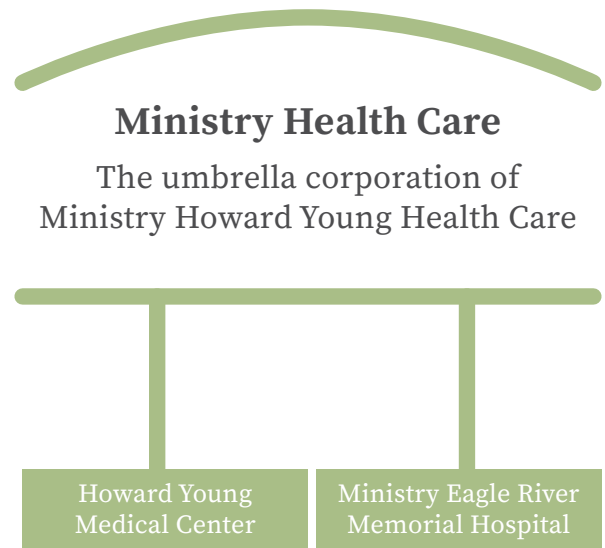 Ministry Health Care
The umbrella corporation of
Ministry Howard Young Health Care
Howard Young
Medical Center
Ministry Eagle River
Memorial Hospital